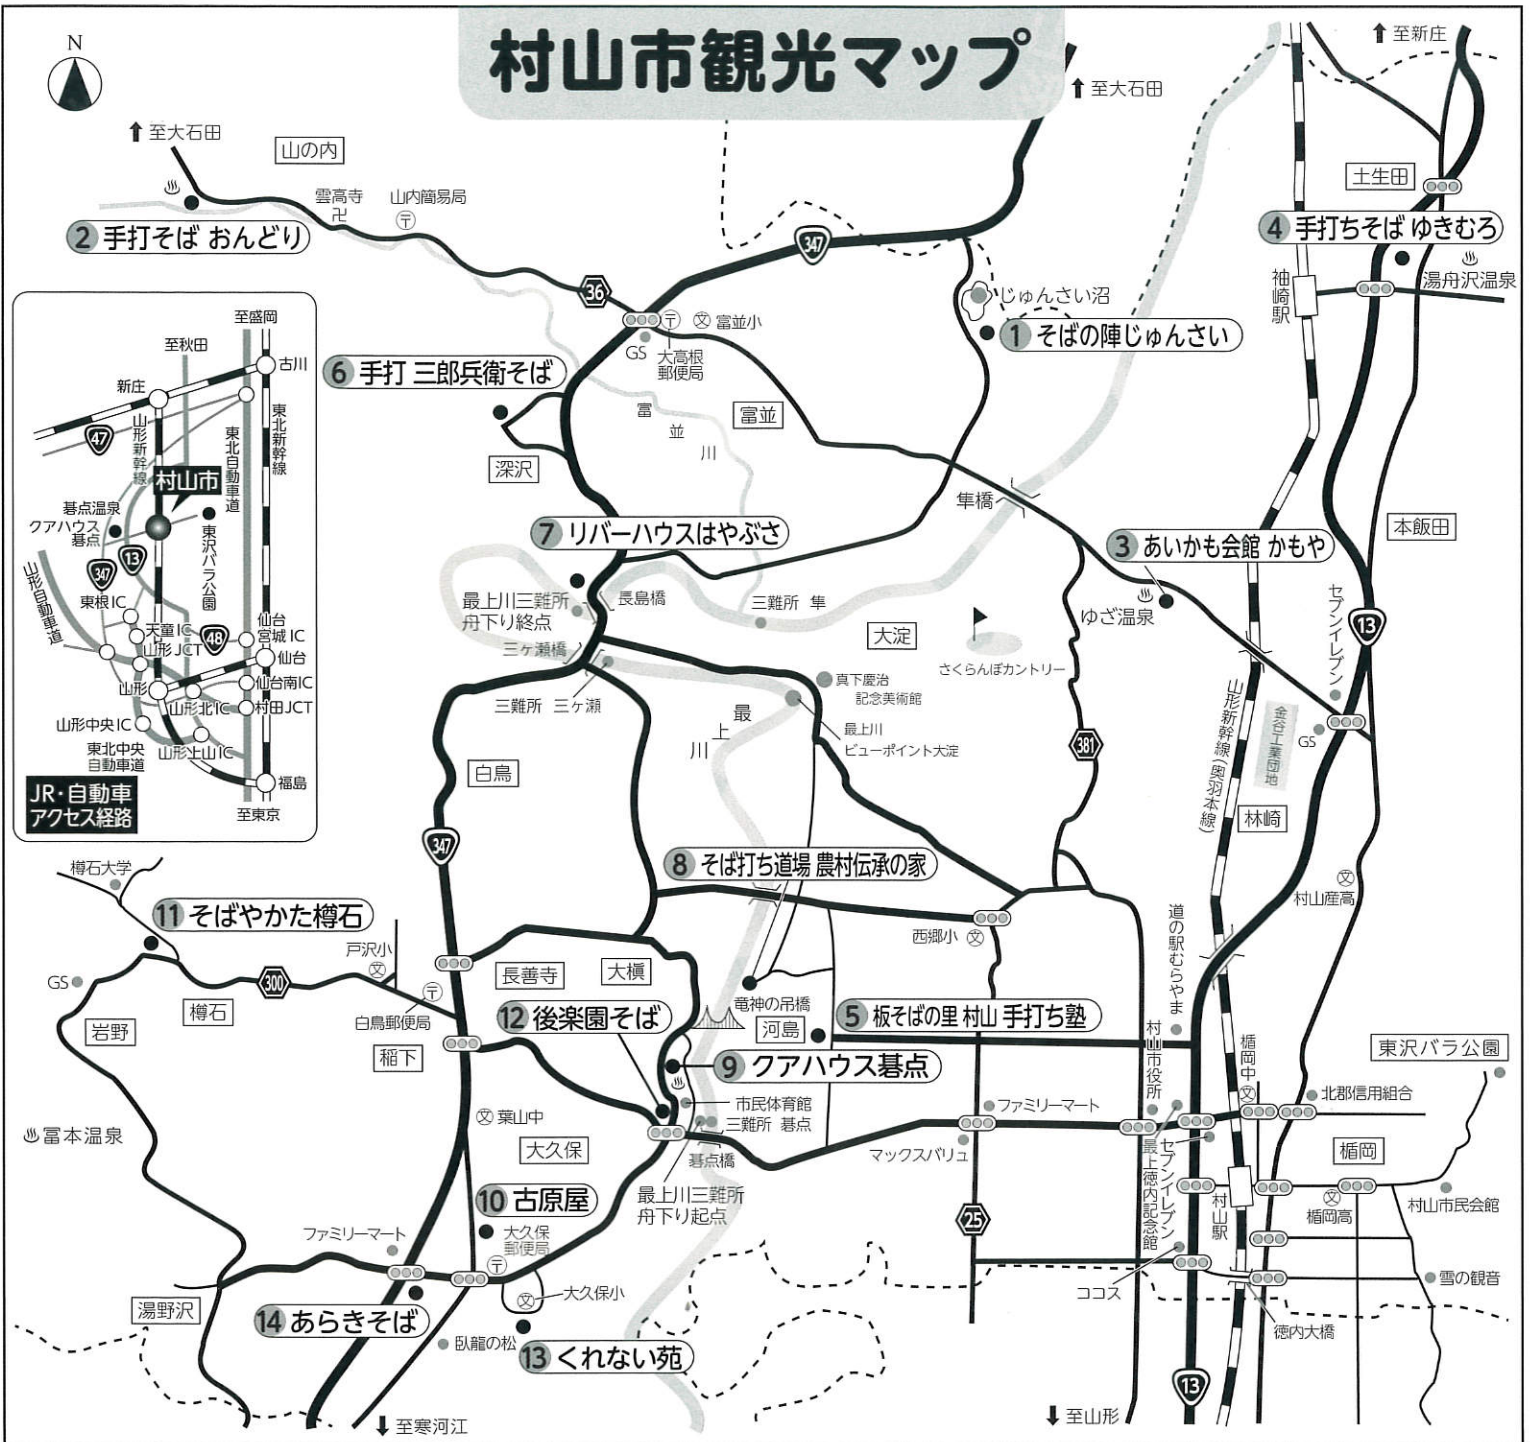 村山市観光マップ
N
至大石田
山の内
雲高寺
山内簡易局
〒
② 手打そば おんどり
36
347
至大石田
至新庄
土生田
④ 手打ちそば ゆきむろ
湯舟沢温泉
袖崎駅
じゅんさい沼
① そばの陣じゅんさい
〒
文 富並小
GS
大高根
郵便局
⑥ 手打 三郎兵衛そば
富並川
富並
深沢
隼橋
本飯田
⑦ リバーハウスはやぶさ
③ あいかも会館 かもや
ゆざ温泉
セブンイレブン
13
最上川三難所
舟下り終点
長島橋
三難所 隼
大淀
さくらんぼカントリー
三ヶ瀬橋
三難所 三ヶ瀬
真下慶治
記念美術館
最上川
最上川
ビューポイント大淀
381
山形新幹線(奥羽本線)
金谷工業団地
GS
林崎
白鳥
347
至盛岡
至秋田
古川
新庄
47
山形新幹線
東北自動車道
東北新幹線
村山市
碁点温泉
クアハウス
碁点
東沢バラ公園
13
347
山形自動車道
東根IC
天童IC
山形JCT
48
仙台
宮城IC
仙台
仙台南IC
山形
山形北IC
村田JCT
山形中央IC
山形上山IC
東北中央
自動車道
福島
至東京
JR・自動車
アクセス経路
樽石大学
⑪ そばやかた樽石
戸沢小
文
GS
300
樽石
〒
白鳥郵便局
岩野
⑧ そば打ち道場 農村伝承の家
西郷小 文
文
村山産高
長善寺
大槇
竜神の吊橋
道の駅むらやま
⑫ 後楽園そば
河島
⑤ 板そばの里 村山 手打ち塾
稲下
⑨ クアハウス碁点
村山市役所
楯岡中
文
東沢バラ公園
北郡信用組合
文 葉山中
市民体育館
三難所 碁点
ファミリーマート
マックスバリュ
碁点橋
冨本温泉
大久保
最上川三難所
舟下り起点
最上徳内記念館
セブンイレブン
村山駅
楯岡
文
楯岡高
村山市民会館
⑩ 古原屋
25
ファミリーマート
大久保
郵便局
〒
文
大久保小
ココス
雪の観音
徳内大橋
湯野沢
⑭ あらきそば
臥龍の松
⑬ くれない苑
13
至寒河江
至山形